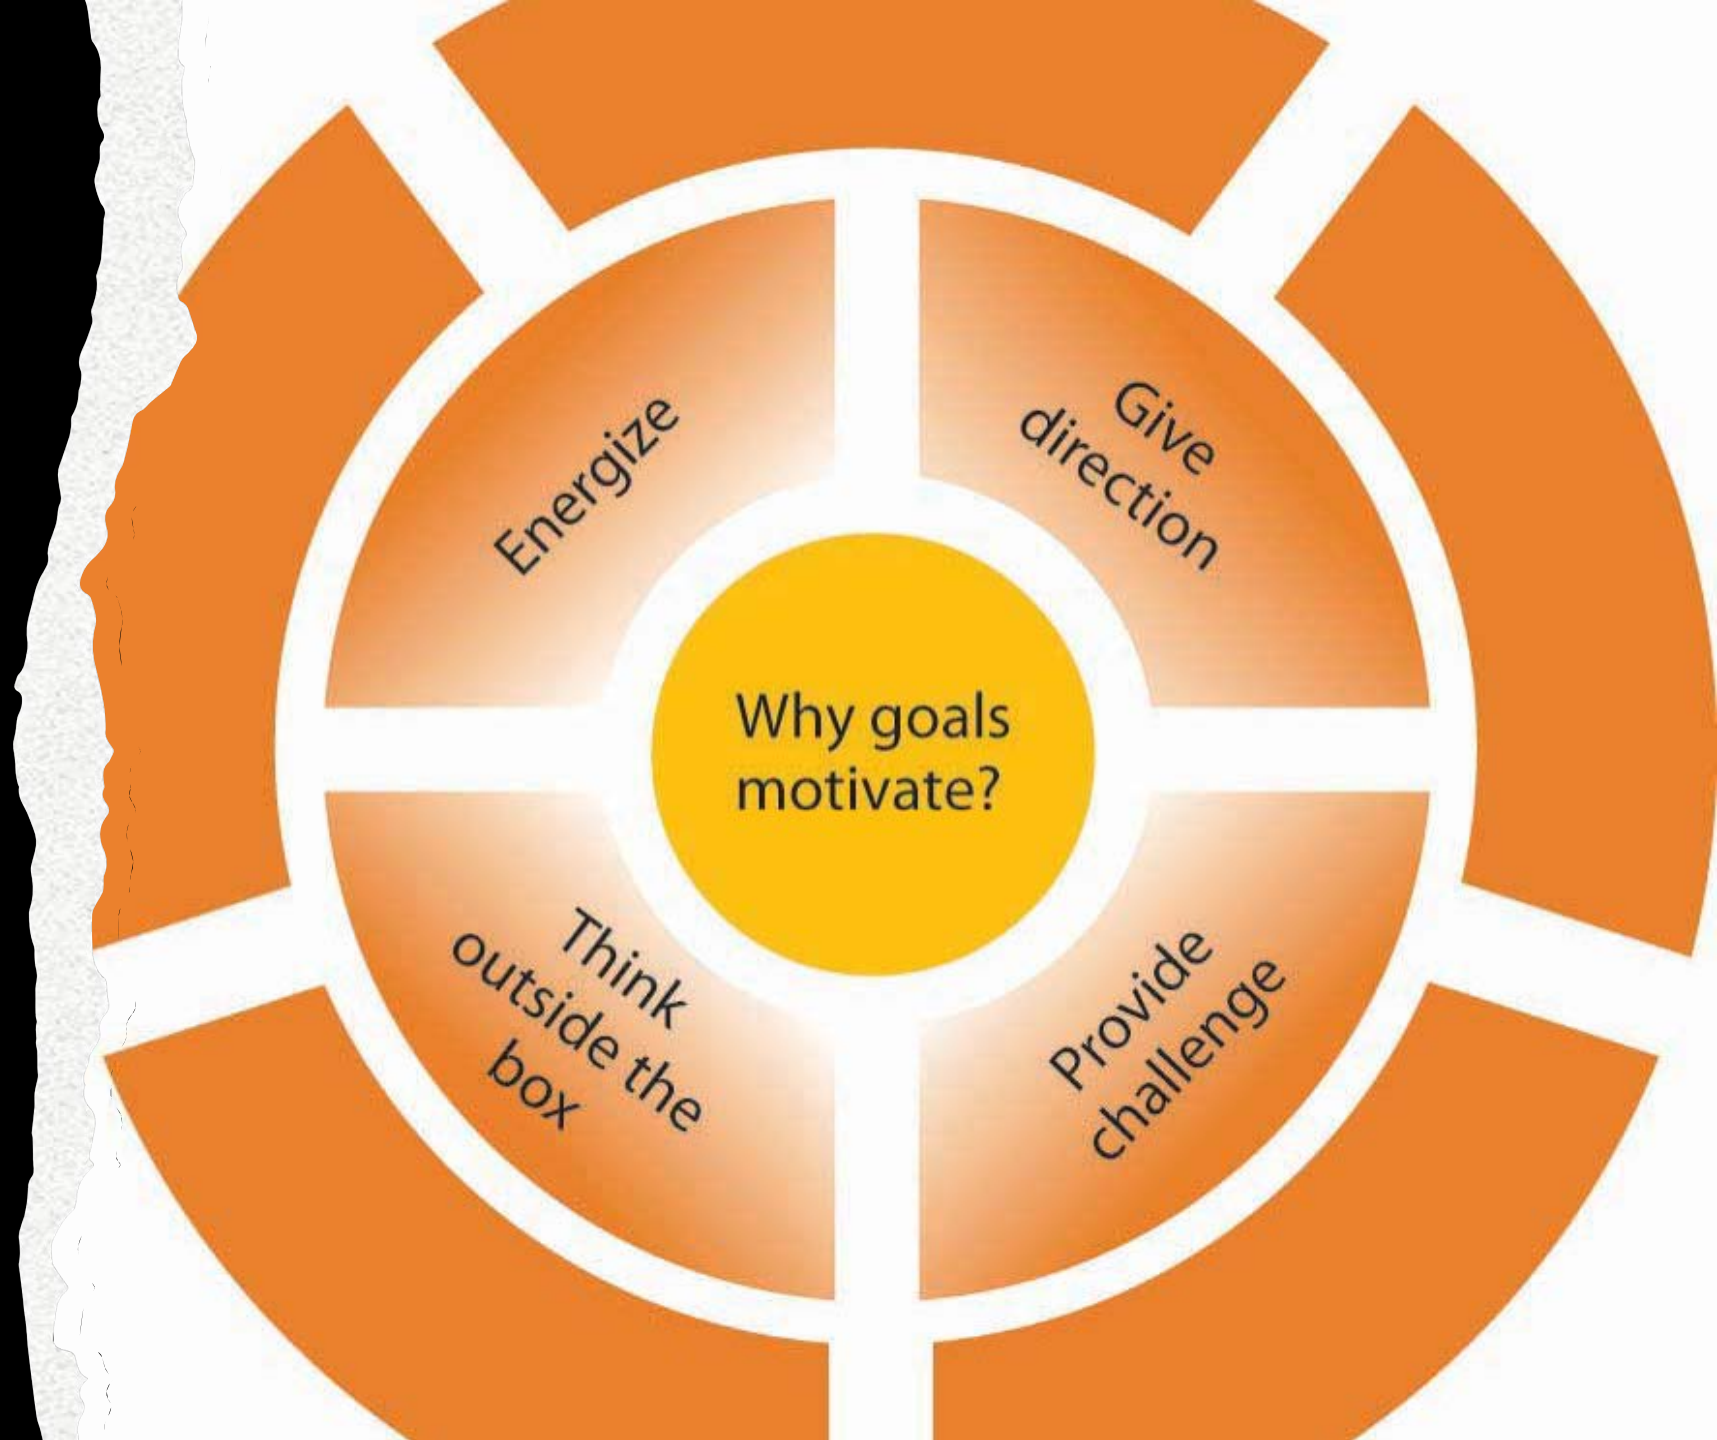 Energize
Give
direction
Why goals
motivate?
Think
outside the
box
Provide
challenge